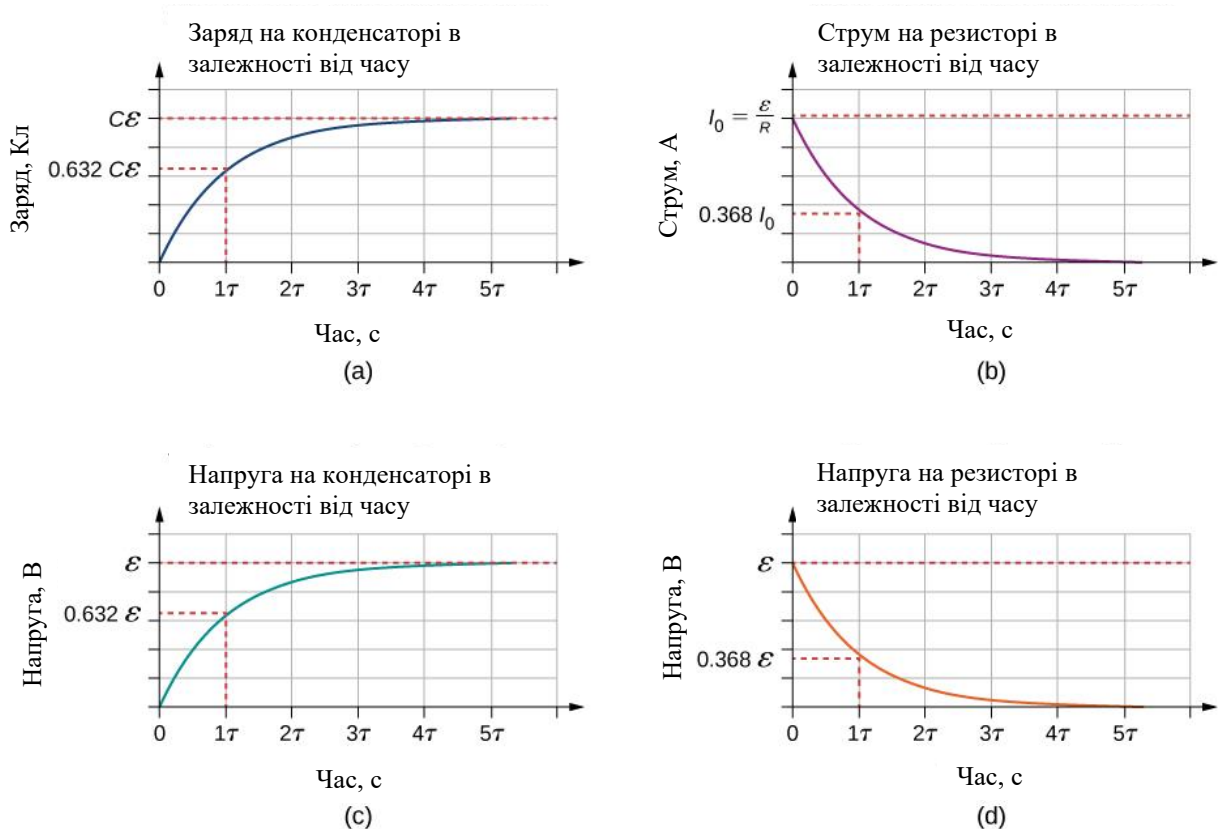 Заряд на конденсаторі в
залежності від часу
Заряд, Кл
Cε
0.632 Cε
0 1τ 2τ 3τ 4τ 5τ
Час, с
(a)
Струм на резисторі в
залежності від часу
Струм, А
I₀ = ε/R
0.368 I₀
0 1τ 2τ 3τ 4τ 5τ
Час, с
(b)
Напруга на конденсаторі в
залежності від часу
Напруга, В
ε
0.632 ε
0 1τ 2τ 3τ 4τ 5τ
Час, с
(c)
Напруга на резисторі в
залежності від часу
Напруга, В
ε
0.368 ε
0 1τ 2τ 3τ 4τ 5τ
Час, с
(d)